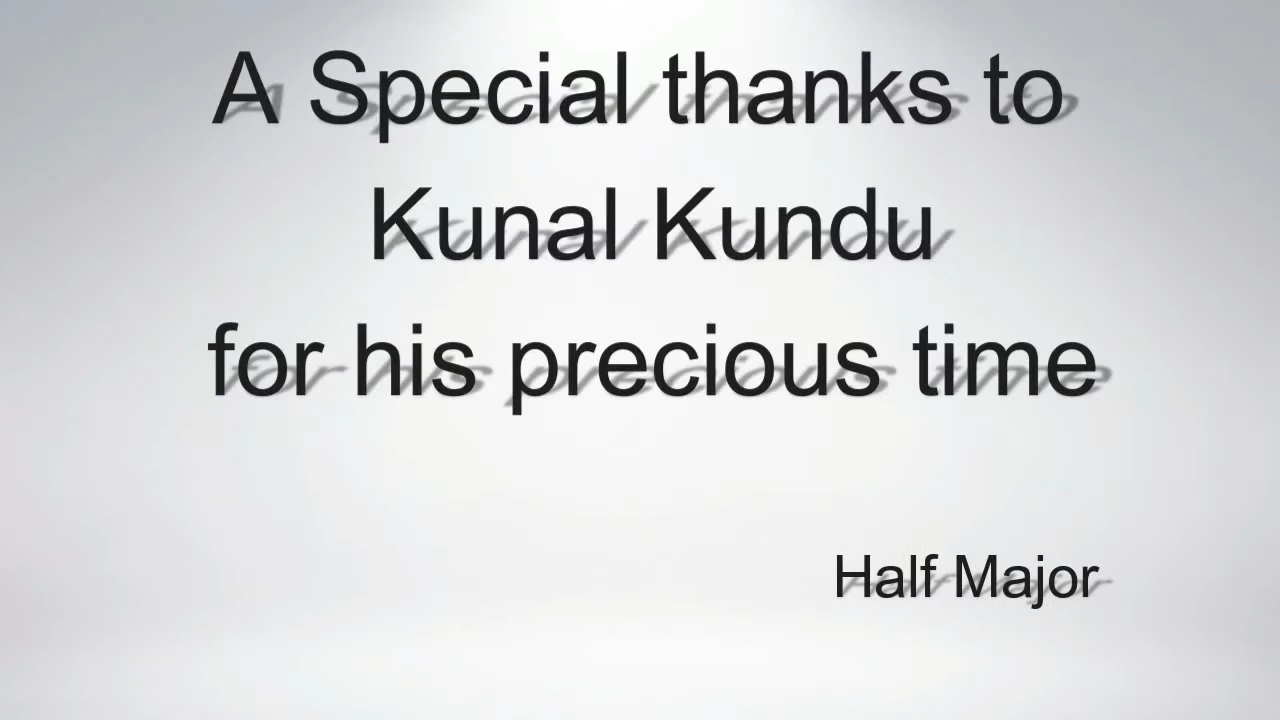 A Special thanks to
Kunal Kundu
for his precious time
Half Major